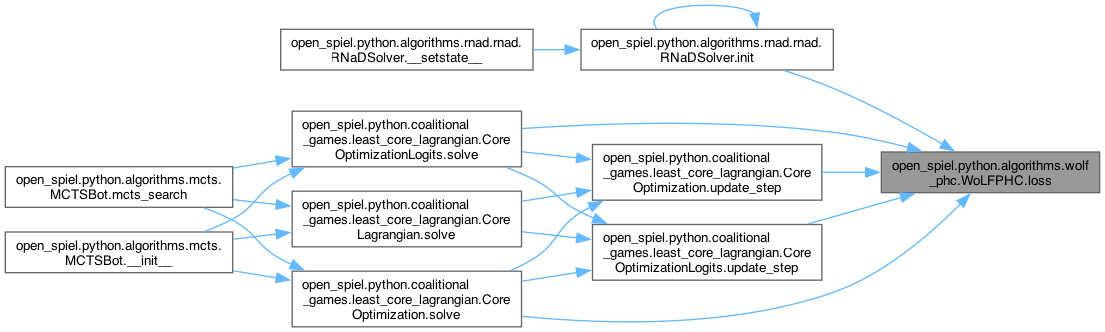 open_spiel.python.algorithms.rnad.rnad.
RNaDSolver.__setstate__
open_spiel.python.algorithms.rnad.rnad.
RNaDSolver.init
open_spiel.python.coalitional
_games.least_core_lagrangian.Core
OptimizationLogits.solve
open_spiel.python.coalitional
_games.least_core_lagrangian.Core
Optimization.update_step
open_spiel.python.algorithms.wolf
_phc.WoLFPHC.loss
open_spiel.python.algorithms.mcts.
MCTSBot.mcts_search
open_spiel.python.coalitional
_games.least_core_lagrangian.Core
Lagrangian.solve
open_spiel.python.algorithms.mcts.
MCTSBot.__init__
open_spiel.python.coalitional
_games.least_core_lagrangian.Core
OptimizationLogits.update_step
open_spiel.python.coalitional
_games.least_core_lagrangian.Core
Optimization.solve